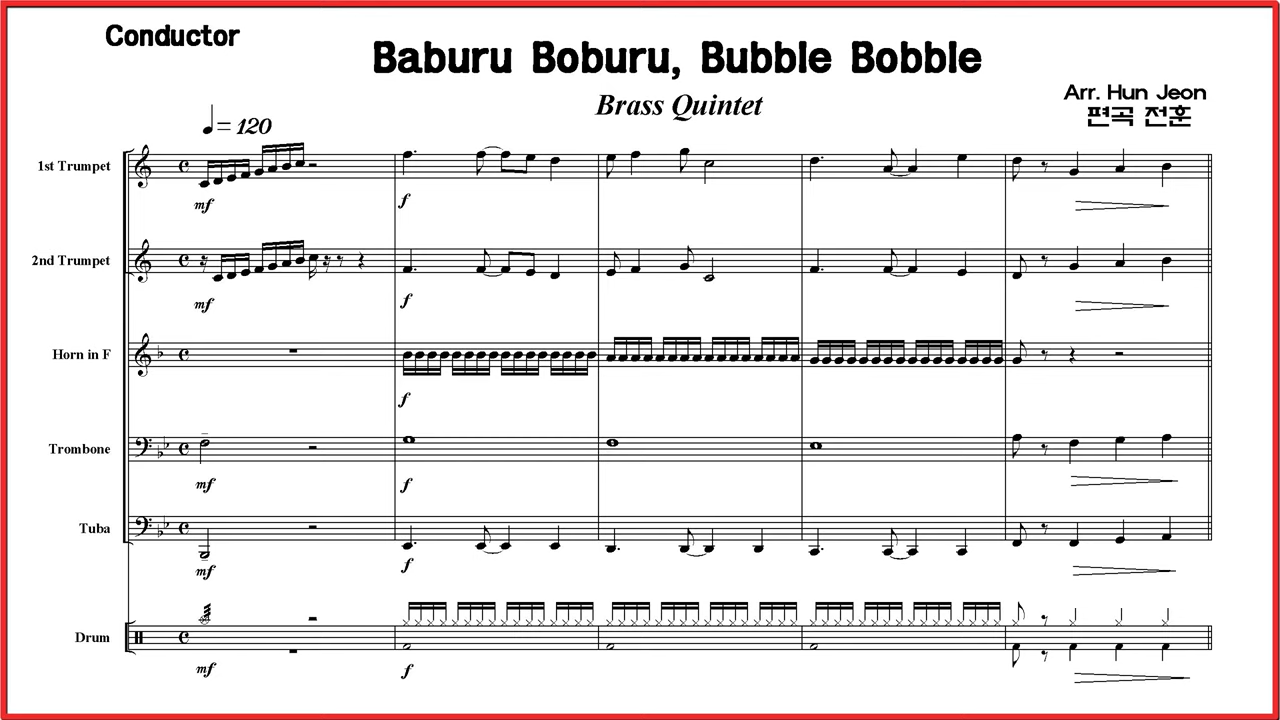 Conductor
Baburu Boburu, Bubble Bobble
Brass Quintet
Arr. Hun Jeon
편곡 전훈
= 120
1st Trumpet
mf
f
2nd Trumpet
mf
f
Horn in F
f
Trombone
mf
f
Tuba
mf
f
Drum
mf
f